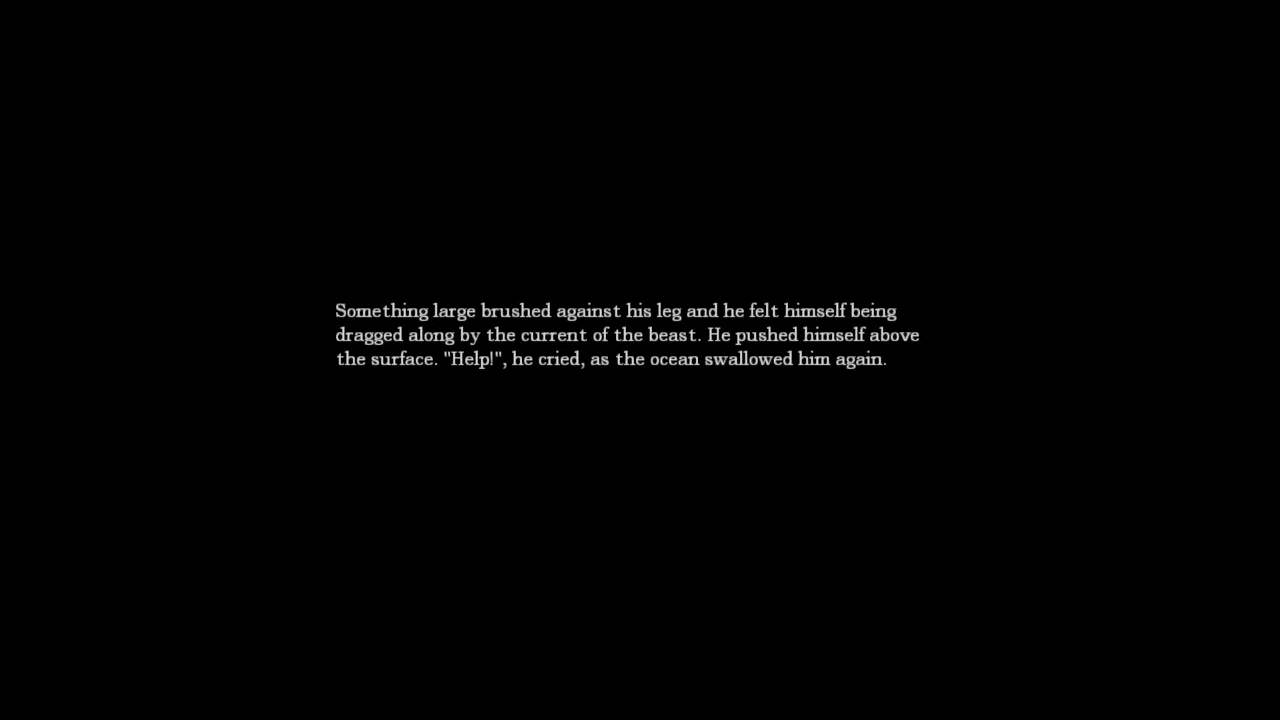 Something large brushed against his leg and he felt himself being
dragged along by the current of the beast. He pushed himself above
the surface. "Help!", he cried, as the ocean swallowed him again.